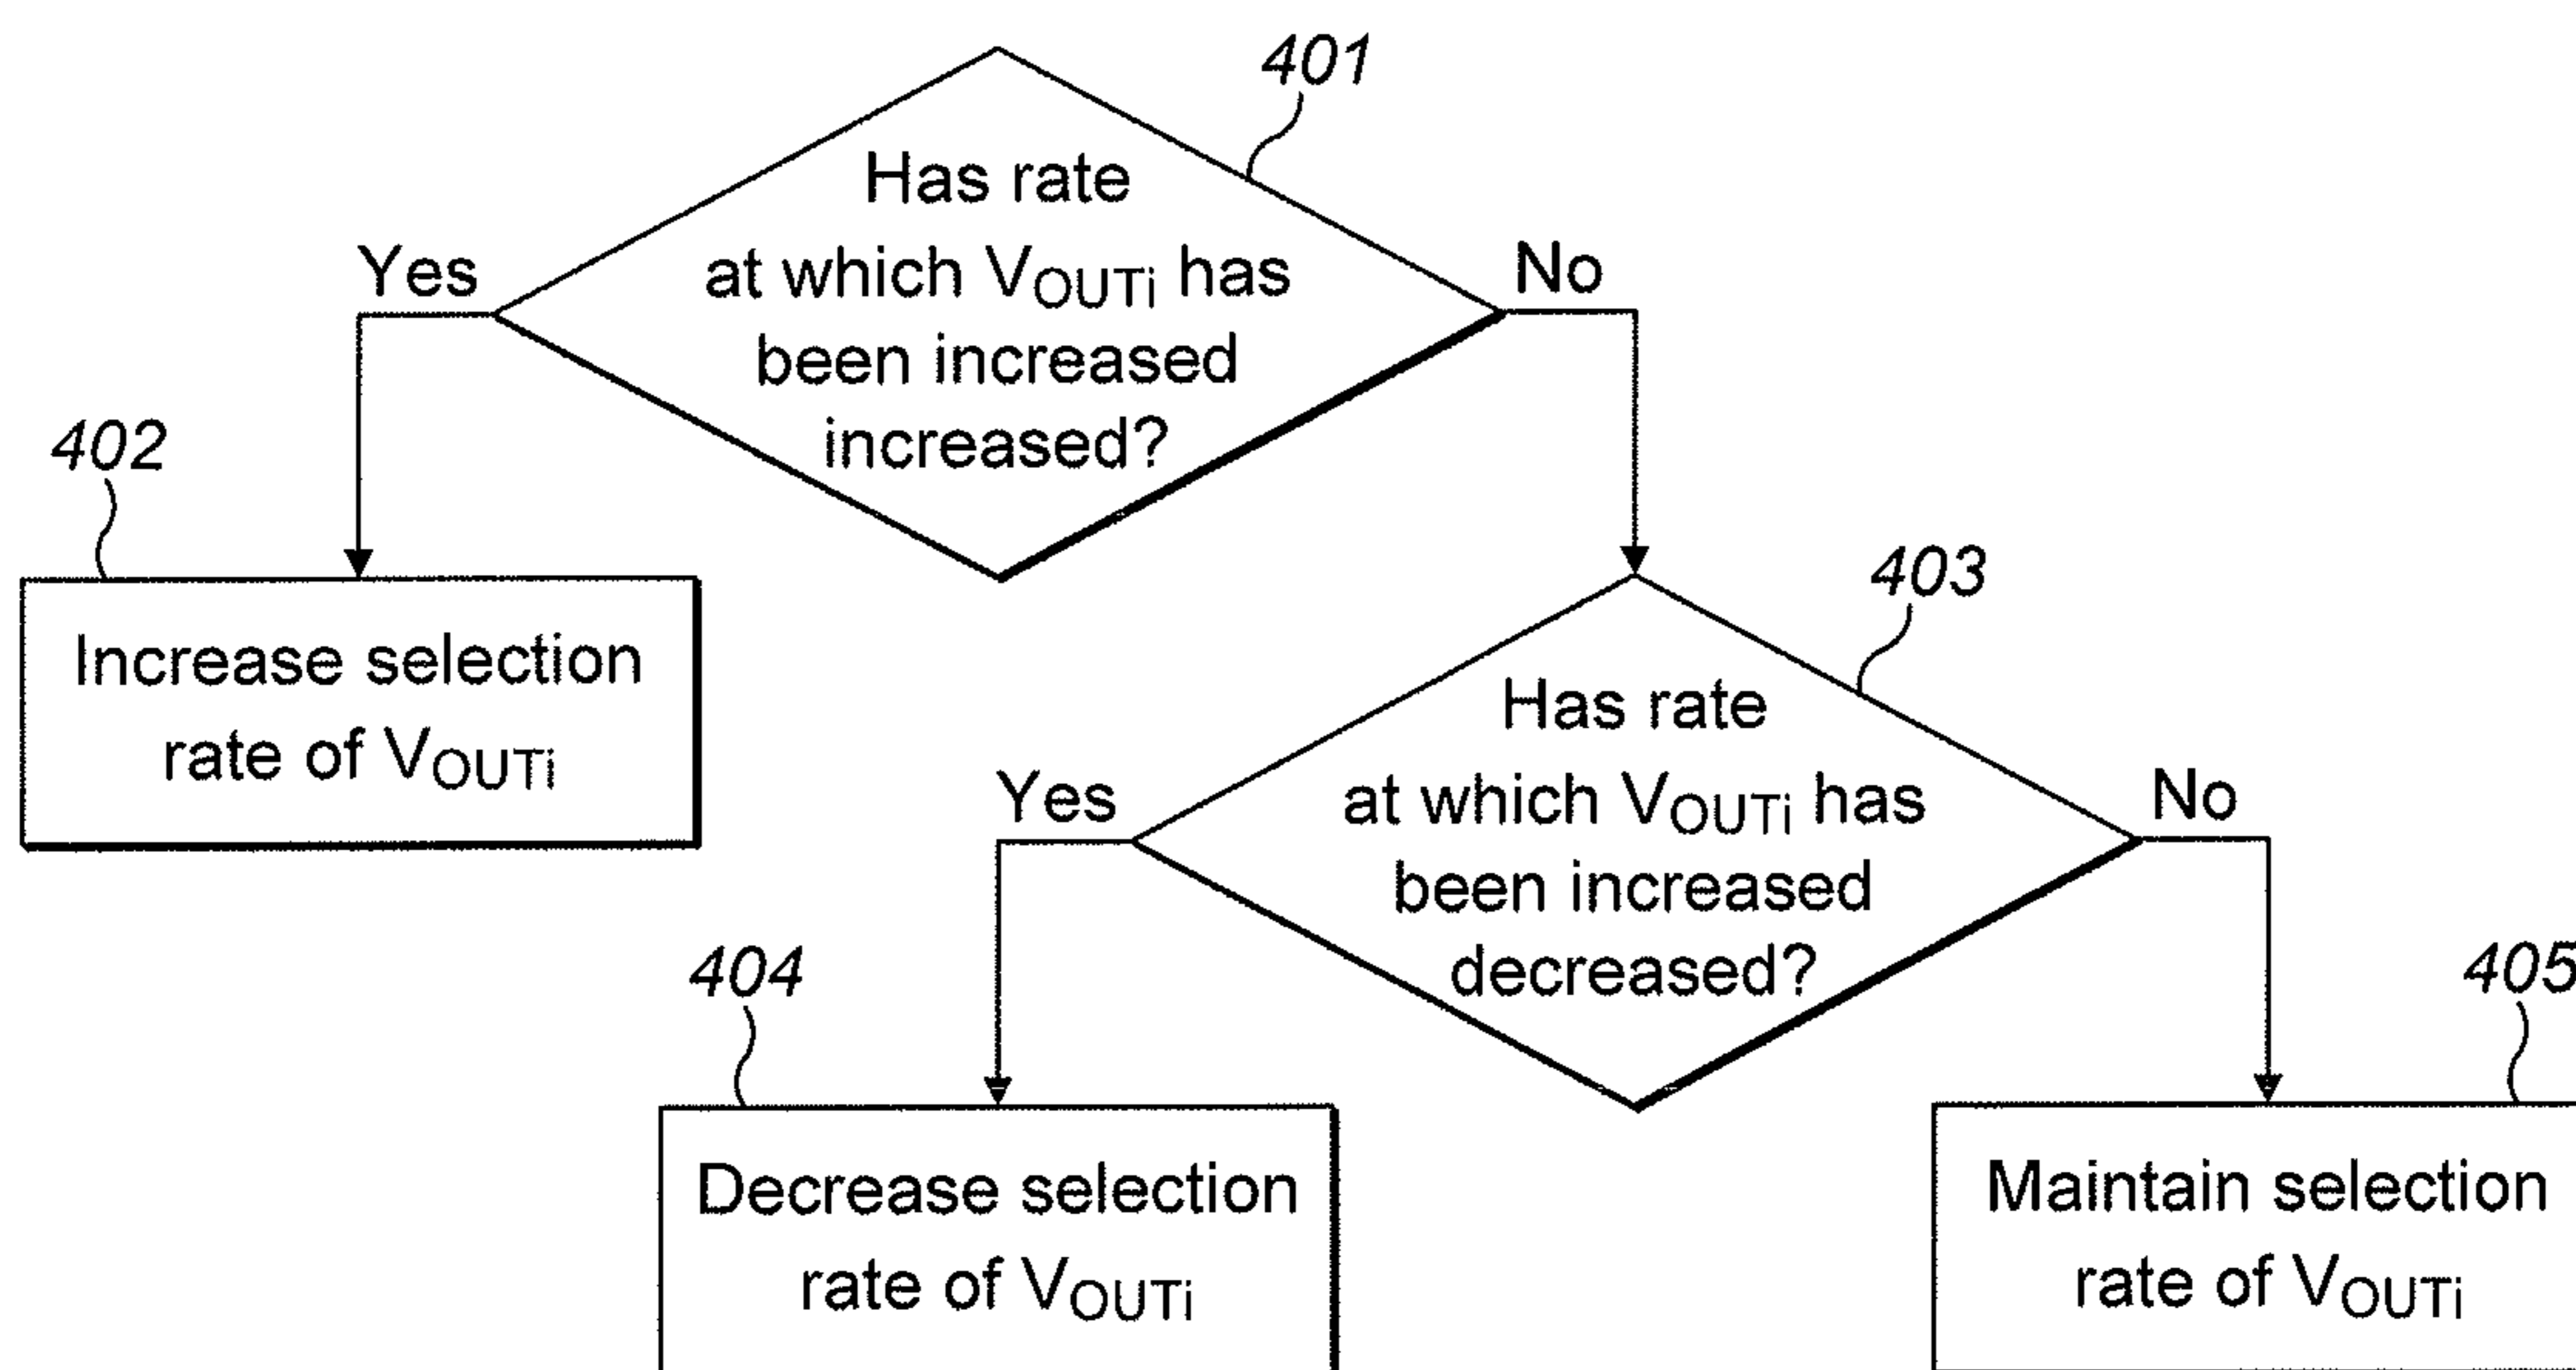 401
Has rate
at which VOUTi has
been increased
increased?
Yes
No
402
Increase selection
rate of VOUTi
403
Has rate
at which VOUTi has
been increased
decreased?
Yes
No
404
Decrease selection
rate of VOUTi
405
Maintain selection
rate of VOUTi